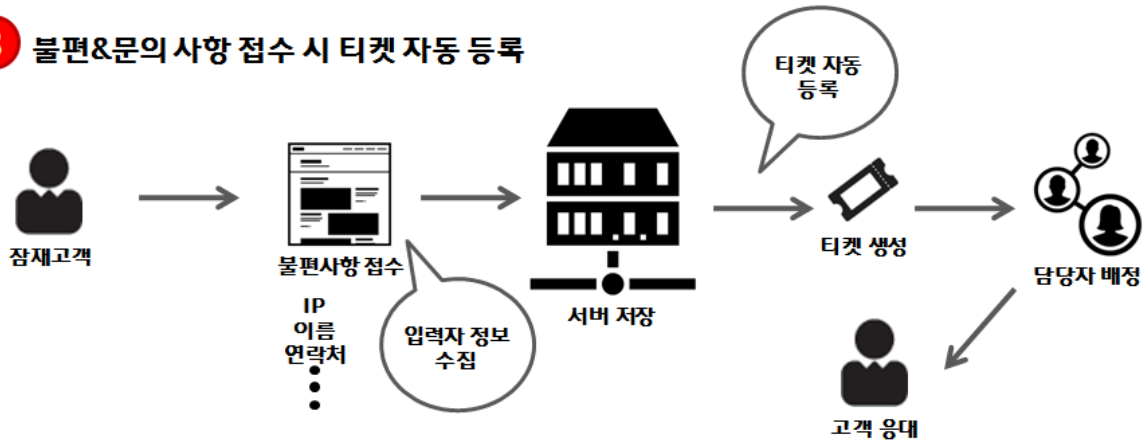 3 불편&문의 사항 접수 시 티켓 자동 등록
티켓 자동
등록
잠재고객
불편사항 접수
IP
이름
연락처
입력자 정보
수집
서버 저장
티켓 생성
담당자 배정
고객 응대